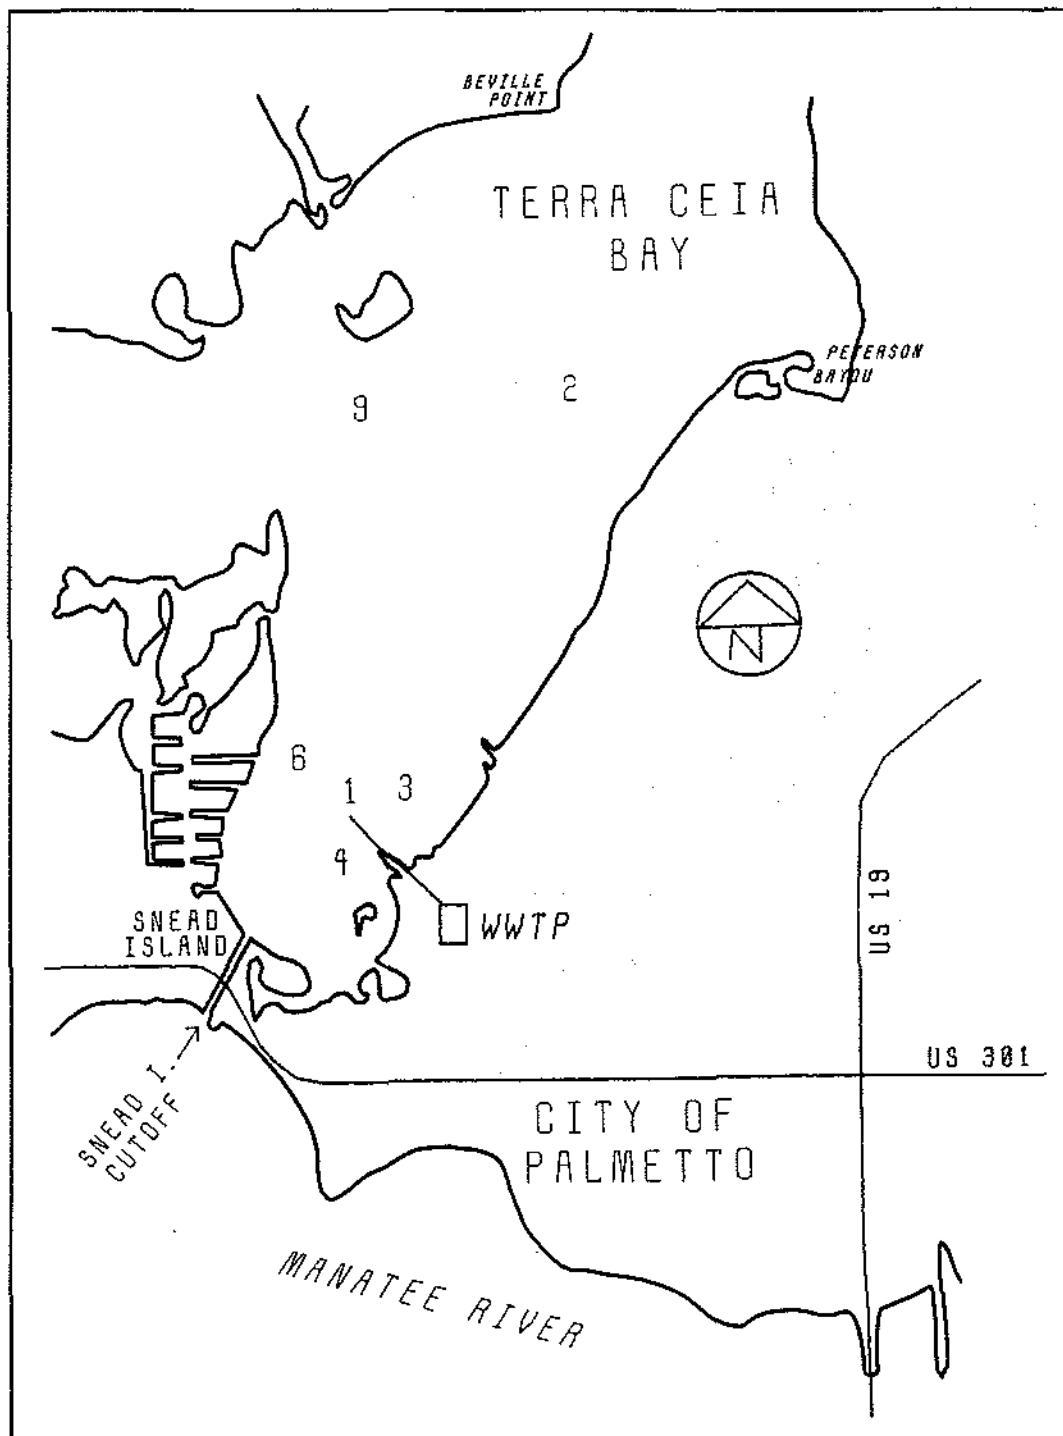 BEVILLE
POINT
TERRA CEIA
BAY
PETERSON
BAYOU
2
9
N
6
1
3
4
WWTP
US 19
SNEAD
ISLAND
US 301
SNEAD I.
CUTOFF
CITY OF
PALMETTO
MANATEE RIVER